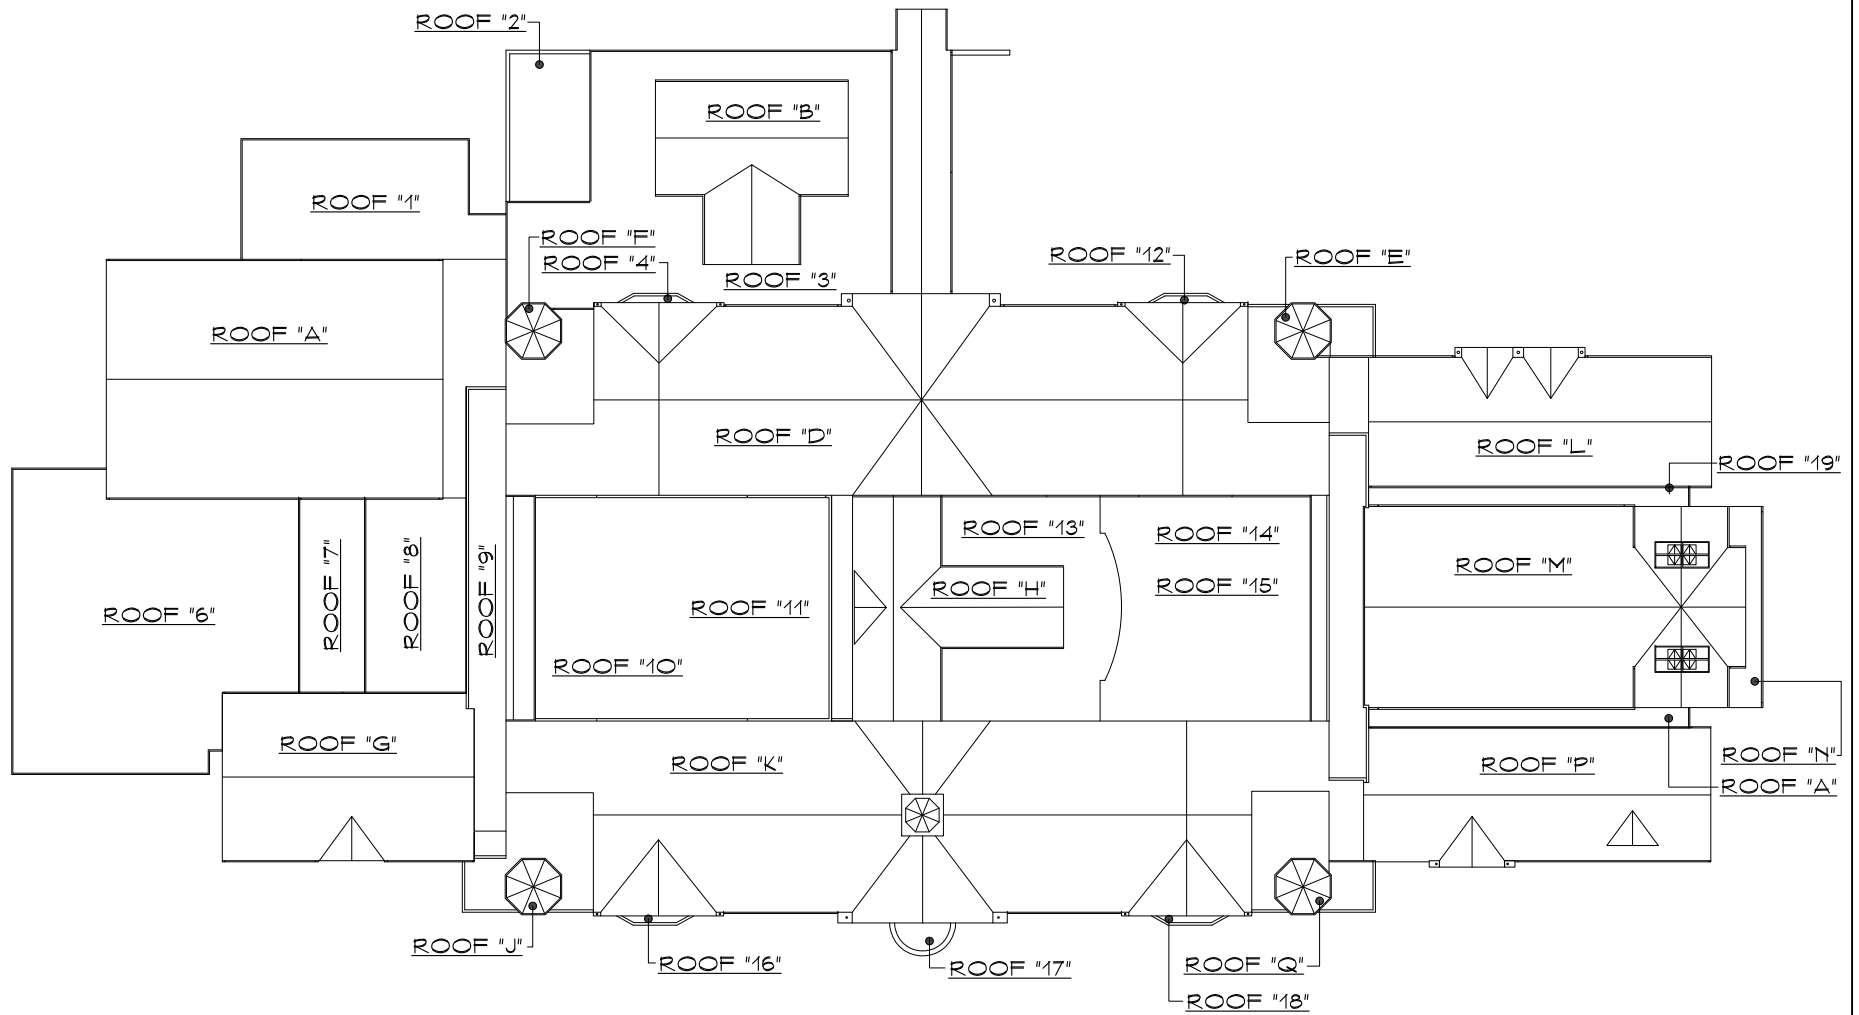 ROOF "2"
ROOF "B"
ROOF "1"
ROOF "F"
ROOF "4"
ROOF "3"
ROOF "12"
ROOF "E"
ROOF "A"
ROOF "D"
ROOF "L"
ROOF "19"
ROOF "13"
ROOF "14"
ROOF "15"
ROOF "7"
ROOF "8"
ROOF "9"
ROOF "M"
ROOF "H"
ROOF "11"
ROOF "6"
ROOF "10"
ROOF "G"
ROOF "K"
ROOF "P"
ROOF "N"
ROOF "A"
ROOF "J"
ROOF "16"
ROOF "17"
ROOF "Q"
ROOF "18"